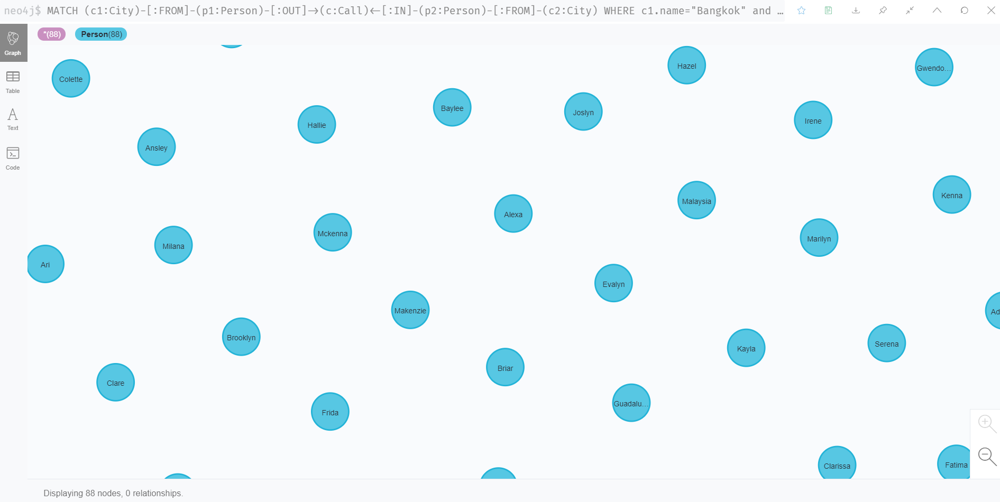 neo4j$ MATCH (c1:City)-[:FROM]-(p1:Person)-[:OUT]->(c:Call)<-[:IN]-(p2:Person)-[:FROM]-(c2:City) WHERE c1.name="Bangkok" and …
*(88) Person(88)
Graph
Table
Text
Code
Colette
Hazel
Gwendo...
Baylee
Joslyn
Irene
Hallie
Ansley
Kenna
Malaysia
Alexa
Mckenna
Marilyn
Milana
Ari
Evalyn
Makenzie
Ad
Brooklyn
Serena
Kayla
Briar
Clare
Guadalu...
Frida
Clarissa
Fatima
Displaying 88 nodes, 0 relationships.